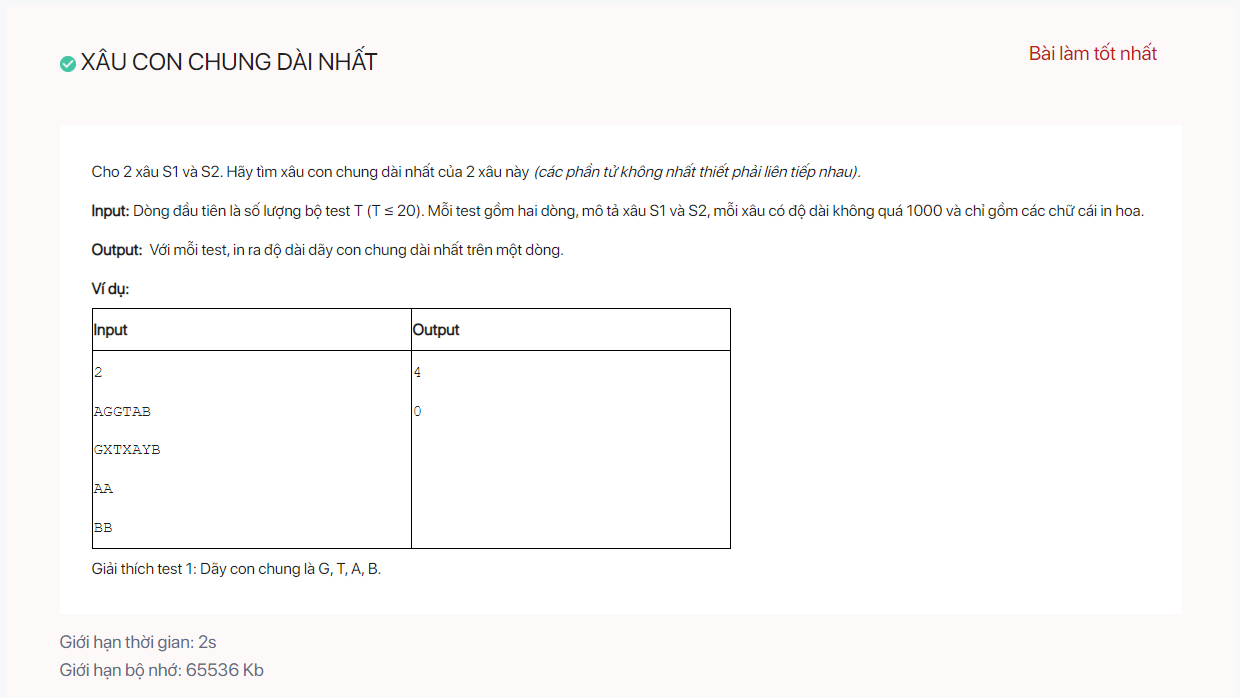 XÂU CON CHUNG DÀI NHẤT
Bài làm tốt nhất
Cho 2 xâu S1 và S2. Hãy tìm xâu con chung dài nhất của 2 xâu này (các phần tử không nhất thiết phải liên tiếp nhau).
Input: Dòng đầu tiên là số lượng bộ test T (T ≤ 20). Mỗi test gồm hai dòng, mô tả xâu S1 và S2, mỗi xâu có độ dài không quá 1000 và chỉ gồm các chữ cái in hoa.
Output: Với mỗi test, in ra độ dài dãy con chung dài nhất trên một dòng.
Ví dụ:
Input Output
2 4
AGGTAB 0
GXTXAYB
AA
BB
Giải thích test 1: Dãy con chung là G, T, A, B.
Giới hạn thời gian: 2s
Giới hạn bộ nhớ: 65536 Kb